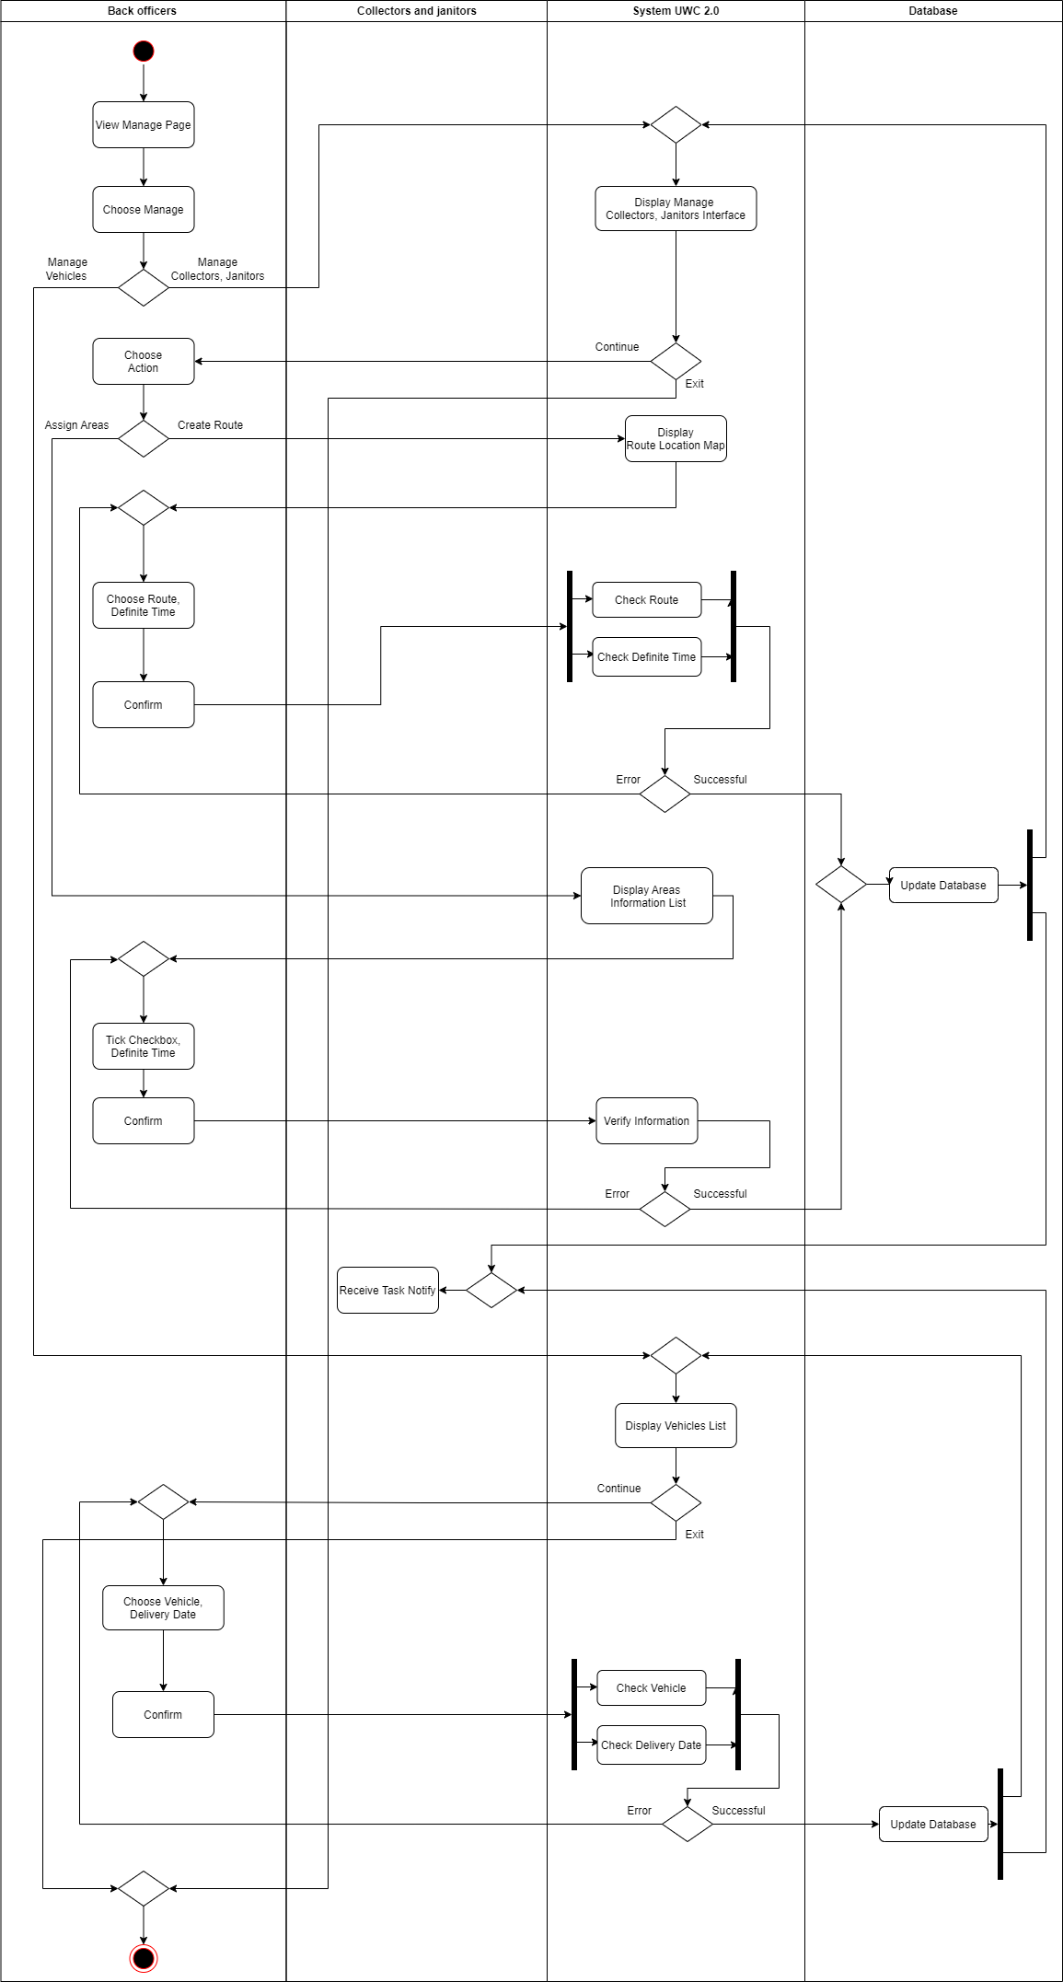 Back officers
Collectors and janitors
System UWC 2.0
Database
View Manage Page
Choose Manage
Display Manage
Collectors, Janitors Interface
Manage
Vehicles
Manage
Collectors, Janitors
Choose
Action
Continue
Exit
Assign Areas
Create Route
Display
Route Location Map
Choose Route,
Definite Time
Check Route
Check Definite Time
Confirm
Error
Successful
Display Areas
Information List
Update Database
Tick Checkbox,
Definite Time
Confirm
Verify Information
Error
Successful
Receive Task Notify
Display Vehicles List
Continue
Exit
Choose Vehicle,
Delivery Date
Check Vehicle
Confirm
Check Delivery Date
Error
Successful
Update Database